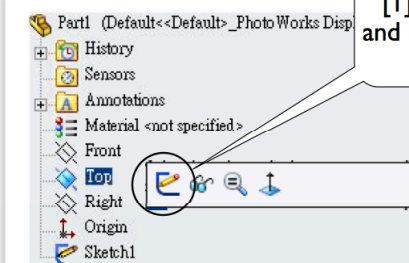 Part1 (Default<<Default>_PhotoWorks Disp
[1]
and
History
Sensors
Annotations
Material <not specified>
Front
Top
Right
Origin
Sketch1